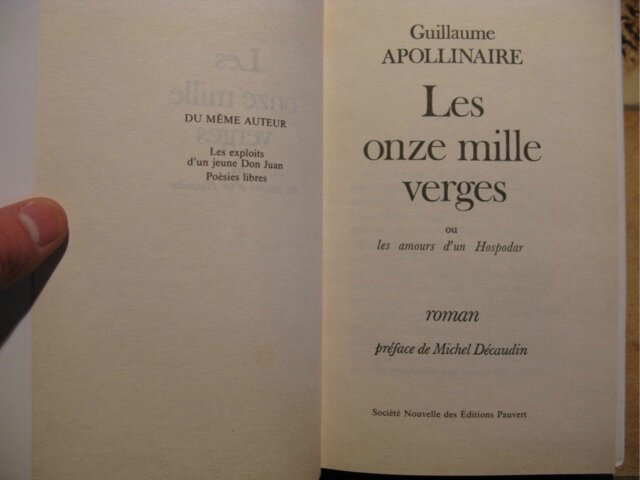 DU MÊME AUTEUR
Les exploits
d'un jeune Don Juan
Poésies libres
Guillaume
APOLLINAIRE
Les
onze mille
verges
ou
les amours d'un Hospodar
roman
préface de Michel Décaudin
Société Nouvelle des Éditions Pauvert